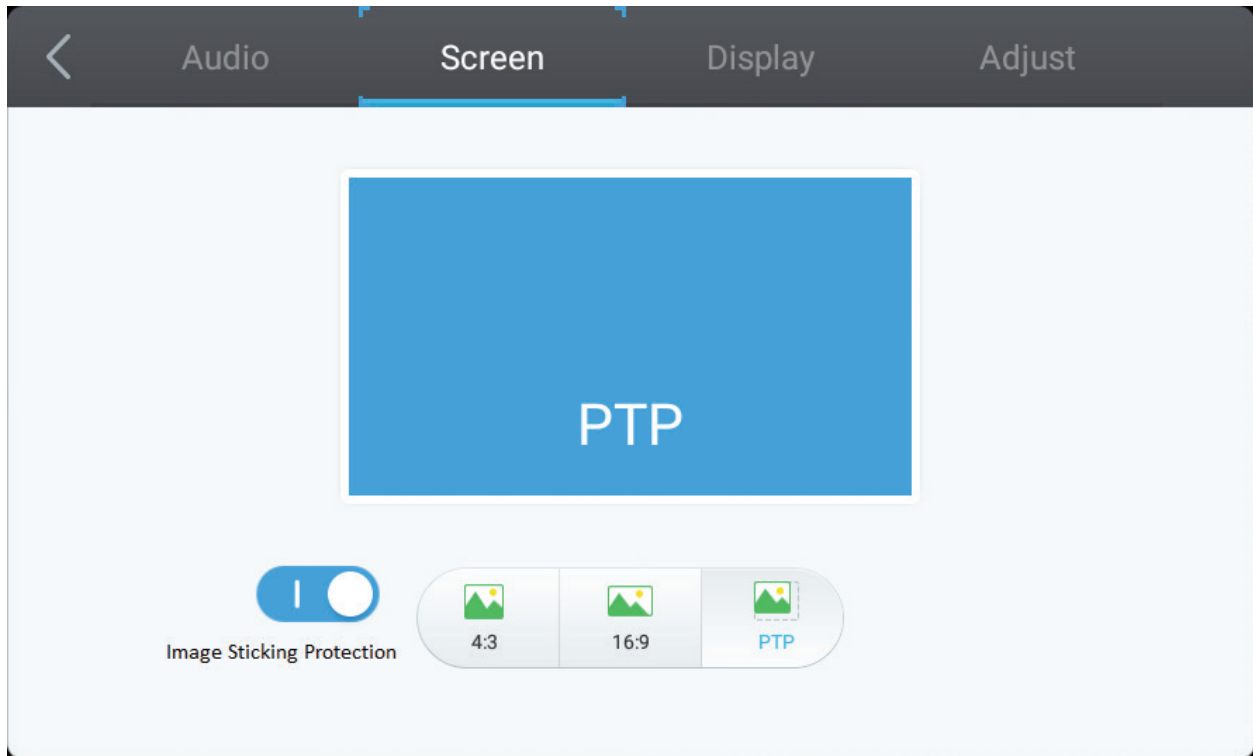 Audio Screen Display Adjust
PTP
Image Sticking Protection
4:3 16:9 PTP